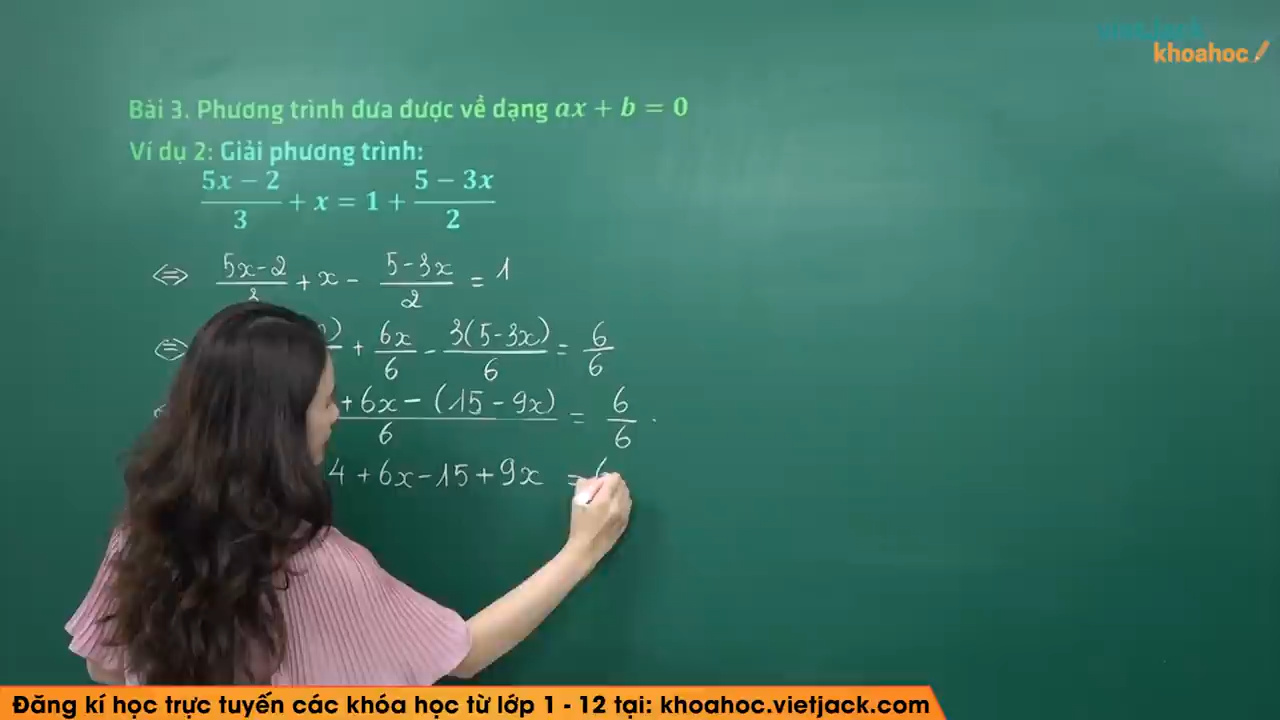 vietjack
khoahoc
Bài 3. Phương trình đưa được về dạng ax + b = 0
Ví dụ 2: Giải phương trình:
(5x − 2)/3 + x = 1 + (5 − 3x)/2
⇔ (5x − 2)/3 + x − (5 − 3x)/2 = 1
⇔ ) + 6x/6 − 3(5 − 3x)/6 = 6/6
+ 6x − (15 − 9x) / 6 = 6/6 .
4 + 6x − 15 + 9x = 6
Đăng kí học trực tuyến các khóa học từ lớp 1 - 12 tại: khoahoc.vietjack.com